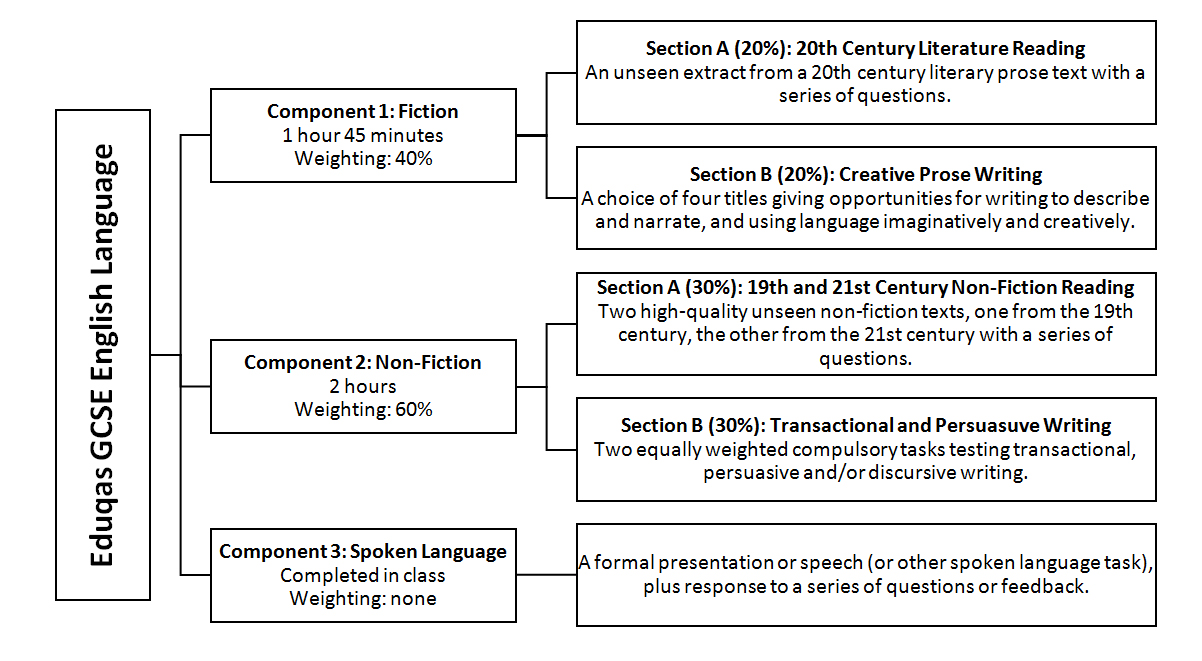 Eduqas GCSE English Language
Component 1: Fiction
1 hour 45 minutes
Weighting: 40%
Section A (20%): 20th Century Literature Reading
An unseen extract from a 20th century literary prose text with a
series of questions.
Section B (20%): Creative Prose Writing
A choice of four titles giving opportunities for writing to describe
and narrate, and using language imaginatively and creatively.
Component 2: Non-Fiction
2 hours
Weighting: 60%
Section A (30%): 19th and 21st Century Non-Fiction Reading
Two high-quality unseen non-fiction texts, one from the 19th
century, the other from the 21st century with a series of
questions.
Section B (30%): Transactional and Persuasuve Writing
Two equally weighted compulsory tasks testing transactional,
persuasive and/or discursive writing.
Component 3: Spoken Language
Completed in class
Weighting: none
A formal presentation or speech (or other spoken language task),
plus response to a series of questions or feedback.